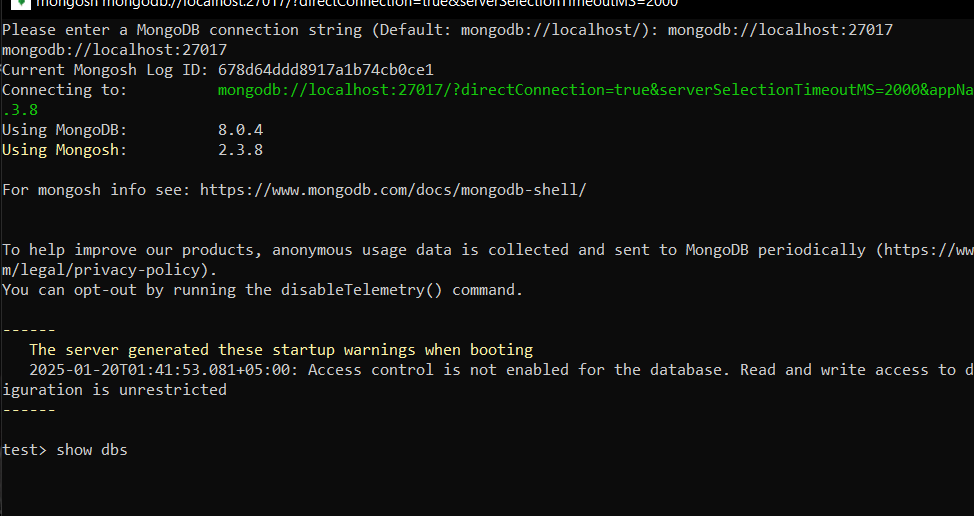 mongosh mongodb://localhost:27017/?directConnection=true&serverSelectionTimeoutMS=2000
Please enter a MongoDB connection string (Default: mongodb://localhost/): mongodb://localhost:27017
mongodb://localhost:27017
Current Mongosh Log ID: 678d64ddd8917a1b74cb0ce1
Connecting to: mongodb://localhost:27017/?directConnection=true&serverSelectionTimeoutMS=2000&appNa
.3.8
Using MongoDB: 8.0.4
Using Mongosh: 2.3.8
For mongosh info see: https://www.mongodb.com/docs/mongodb-shell/
To help improve our products, anonymous usage data is collected and sent to MongoDB periodically (https://ww
m/legal/privacy-policy).
You can opt-out by running the disableTelemetry() command.
------
The server generated these startup warnings when booting
2025-01-20T01:41:53.081+05:00: Access control is not enabled for the database. Read and write access to d
iguration is unrestricted
------
test> show dbs